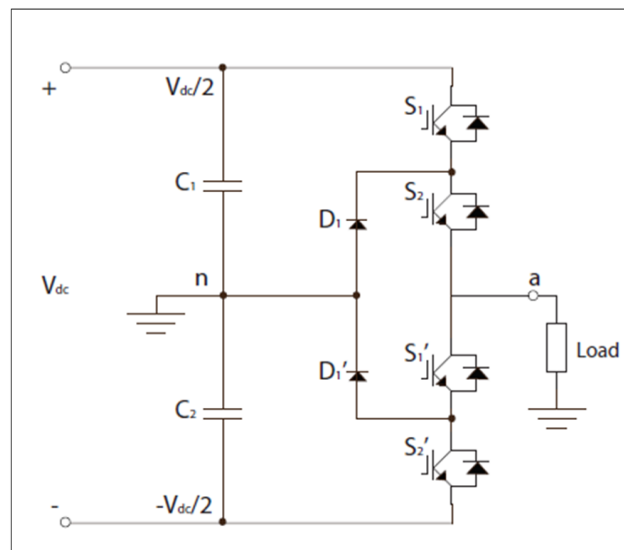 +
Vdc/2
S1
C1
S2
D1
n
a
Vdc
S1′
Load
D1′
C2
S2′
-
-Vdc/2